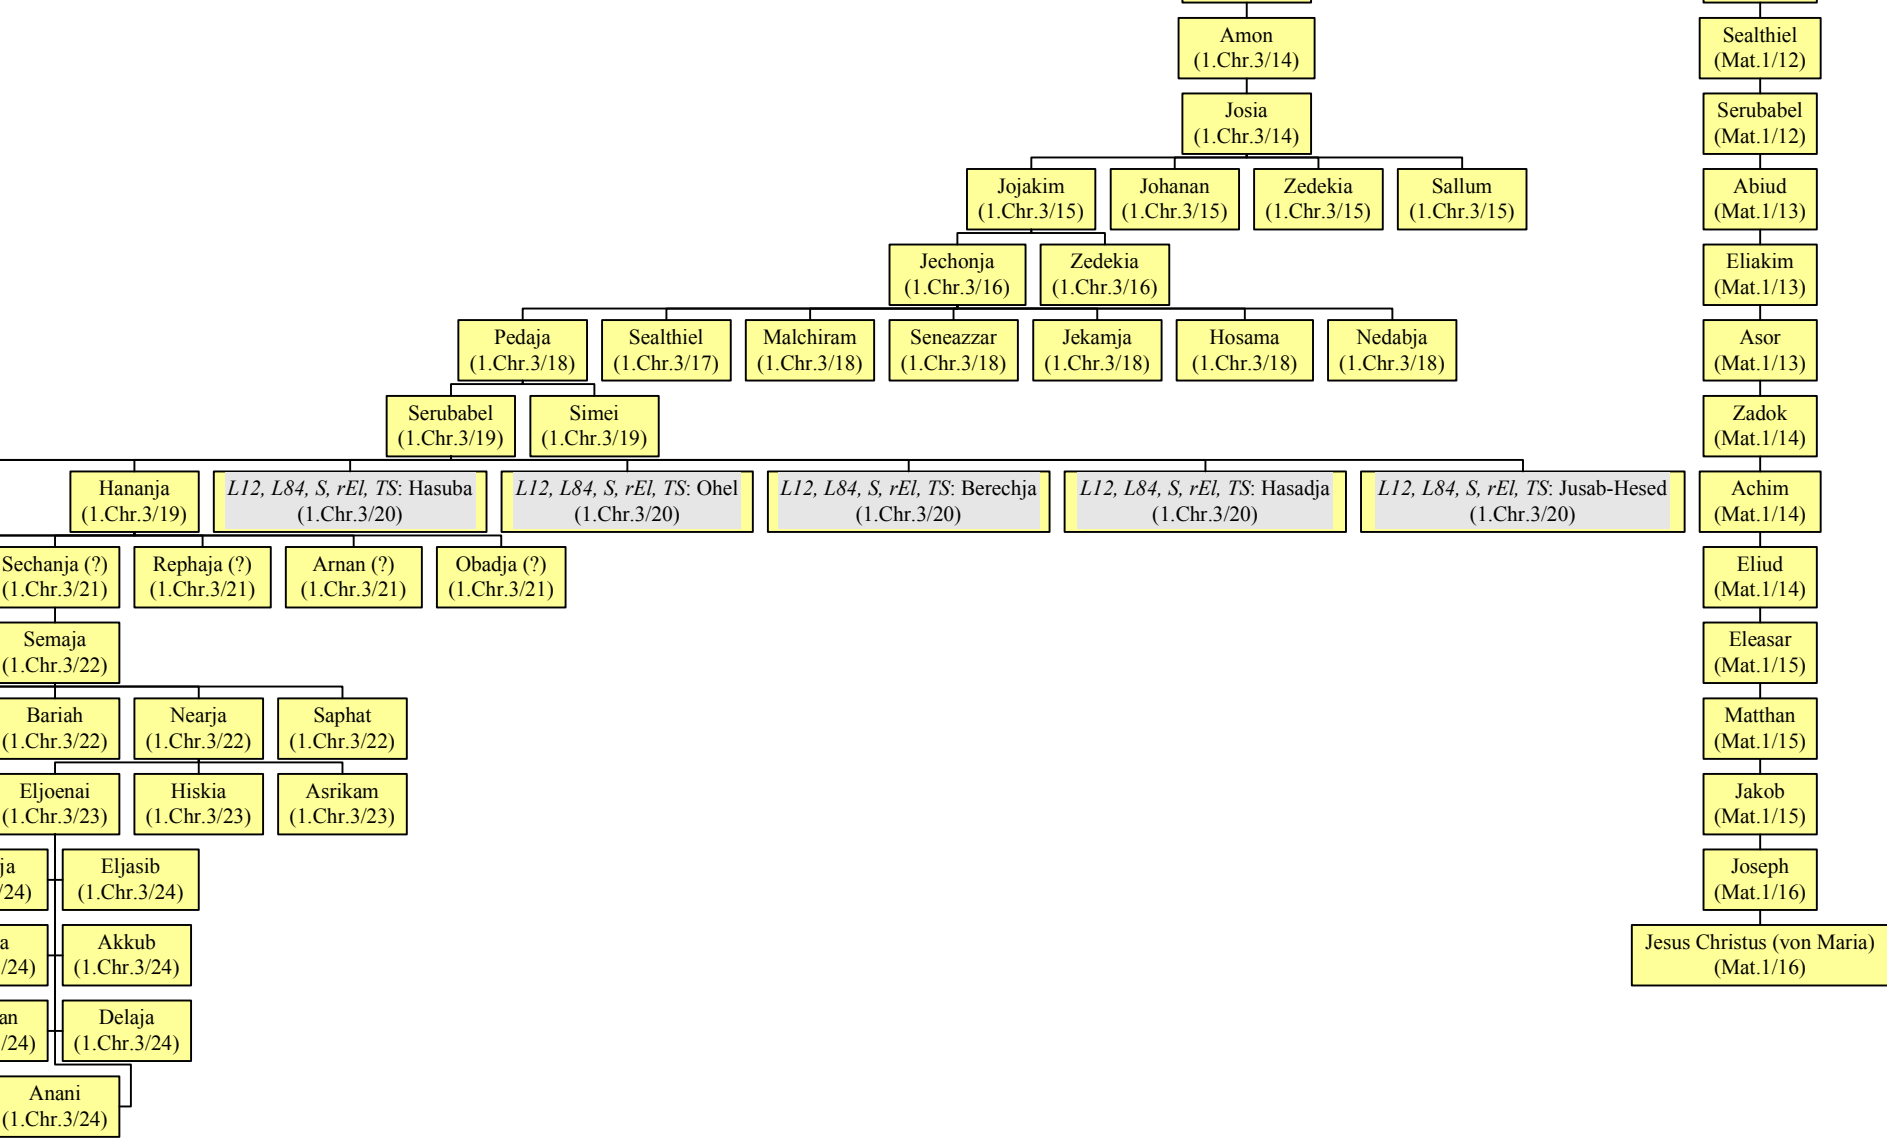 Amon
(1.Chr.3/14)
Sealthiel
(Mat.1/12)
Josia
(1.Chr.3/14)
Serubabel
(Mat.1/12)
Jojakim
(1.Chr.3/15)
Johanan
(1.Chr.3/15)
Zedekia
(1.Chr.3/15)
Sallum
(1.Chr.3/15)
Abiud
(Mat.1/13)
Jechonja
(1.Chr.3/16)
Zedekia
(1.Chr.3/16)
Eliakim
(Mat.1/13)
Pedaja
(1.Chr.3/18)
Sealthiel
(1.Chr.3/17)
Malchiram
(1.Chr.3/18)
Seneazzar
(1.Chr.3/18)
Jekamja
(1.Chr.3/18)
Hosama
(1.Chr.3/18)
Nedabja
(1.Chr.3/18)
Asor
(Mat.1/13)
Serubabel
(1.Chr.3/19)
Simei
(1.Chr.3/19)
Zadok
(Mat.1/14)
Hananja
(1.Chr.3/19)
L12, L84, S, rEl, TS: Hasuba
(1.Chr.3/20)
L12, L84, S, rEl, TS: Ohel
(1.Chr.3/20)
L12, L84, S, rEl, TS: Berechja
(1.Chr.3/20)
L12, L84, S, rEl, TS: Hasadja
(1.Chr.3/20)
L12, L84, S, rEl, TS: Jusab-Hesed
(1.Chr.3/20)
Achim
(Mat.1/14)
Sechanja (?)
(1.Chr.3/21)
Rephaja (?)
(1.Chr.3/21)
Arnan (?)
(1.Chr.3/21)
Obadja (?)
(1.Chr.3/21)
Eliud
(Mat.1/14)
Semaja
(1.Chr.3/22)
Eleasar
(Mat.1/15)
Bariah
(1.Chr.3/22)
Nearja
(1.Chr.3/22)
Saphat
(1.Chr.3/22)
Matthan
(Mat.1/15)
Eljoenai
(1.Chr.3/23)
Hiskia
(1.Chr.3/23)
Asrikam
(1.Chr.3/23)
Jakob
(Mat.1/15)
ja
/24)
Eljasib
(1.Chr.3/24)
Joseph
(Mat.1/16)
a
/24)
Akkub
(1.Chr.3/24)
Jesus Christus (von Maria)
(Mat.1/16)
an
/24)
Delaja
(1.Chr.3/24)
Anani
(1.Chr.3/24)